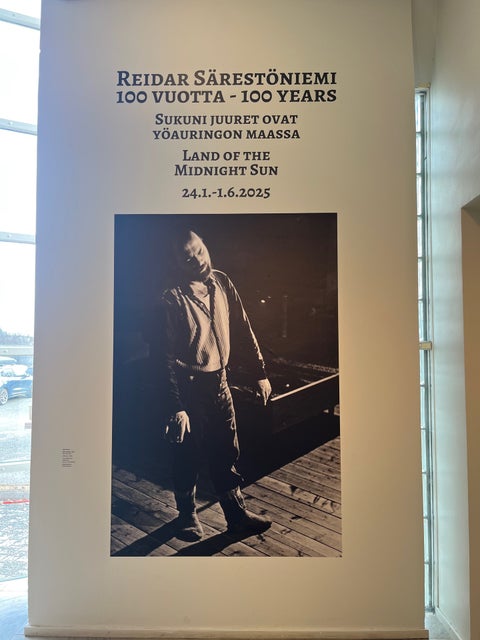 Reidar Särestöniemi
100 vuotta - 100 years
Sukuni juuret ovat
yöauringon maassa
Land of the
Midnight Sun
24.1.-1.6.2025